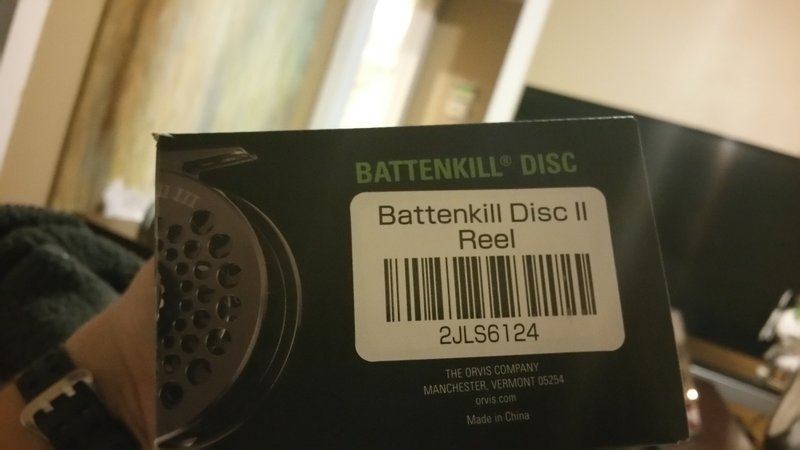 BATTENKILL® DISC
Battenkill Disc II
Reel
2JLS6124
THE ORVIS COMPANY
MANCHESTER, VERMONT 05254
orvis.com
Made in China